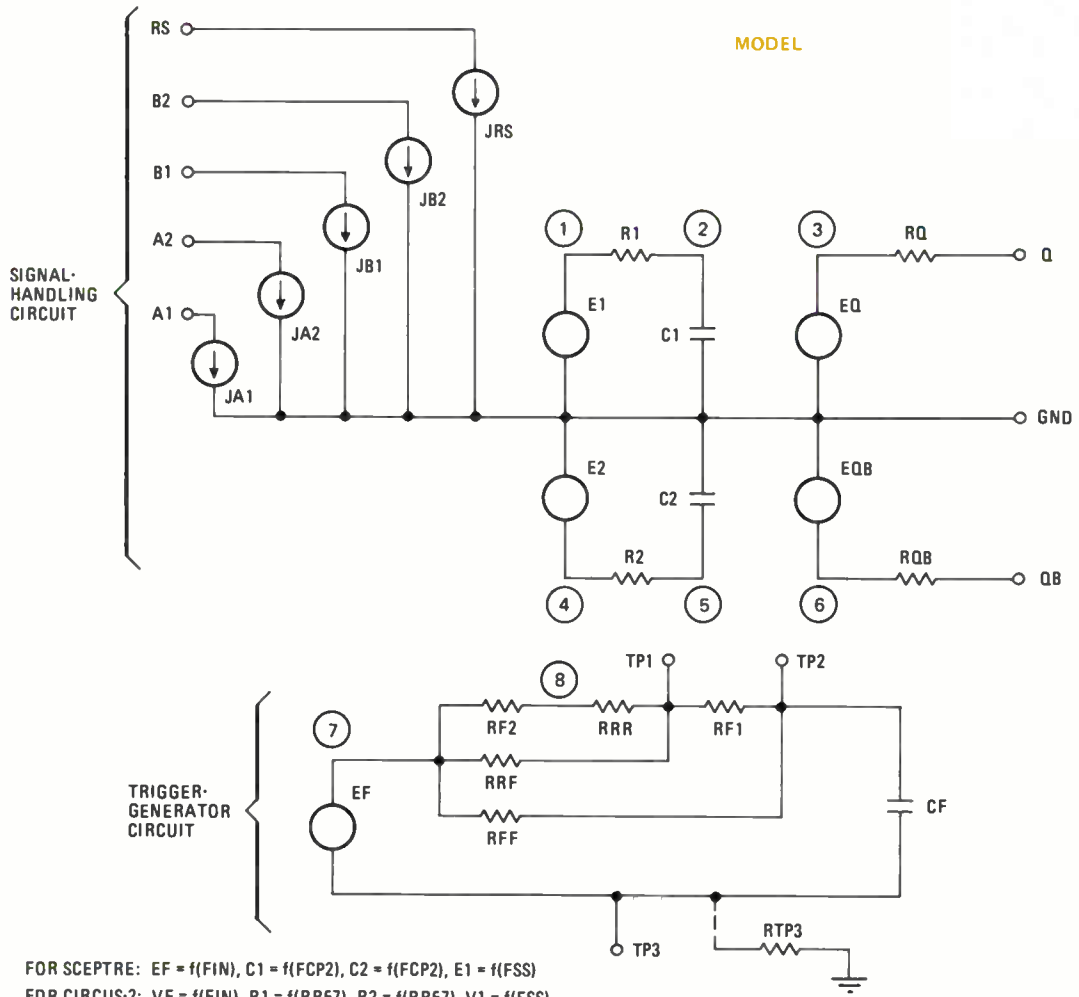 MODEL
RS
B2
JRS
B1
JB2
A2
JB1
A1
JA2
JA1
SIGNAL-
HANDLING
CIRCUIT
1
R1
2
3
RQ
Q
E1
C1
EQ
GND
E2
C2
EQB
R2
RQB
QB
4
5
6
TP1
TP2
8
7
RF2
RRR
RF1
TRIGGER-
GENERATOR
CIRCUIT
EF
RRF
RFF
CF
TP3
RTP3
FOR SCEPTRE: EF = f(FIN), C1 = f(FCP2), C2 = f(FCP2), E1 = f(FSS)